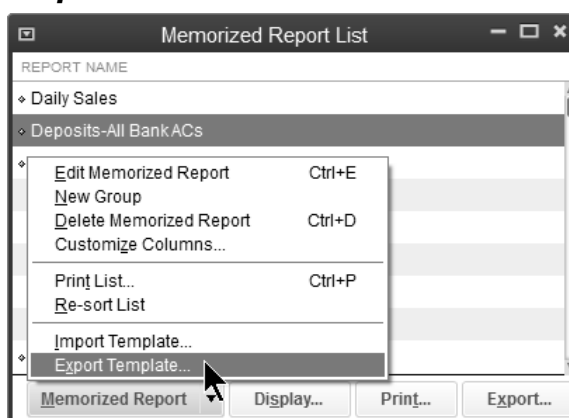 Memorized Report List
REPORT NAME
Daily Sales
Deposits-All Bank ACs
Edit Memorized Report Ctrl+E
New Group
Delete Memorized Report Ctrl+D
Customize Columns...
Print List... Ctrl+P
Re-sort List
Import Template...
Export Template...
Memorized Report Display... Print... Export...